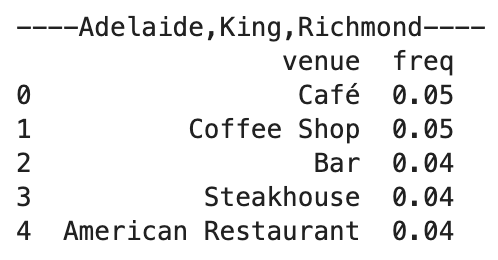 ----Adelaide,King,Richmond----
venue freq
0 Café 0.05
1 Coffee Shop 0.05
2 Bar 0.04
3 Steakhouse 0.04
4 American Restaurant 0.04